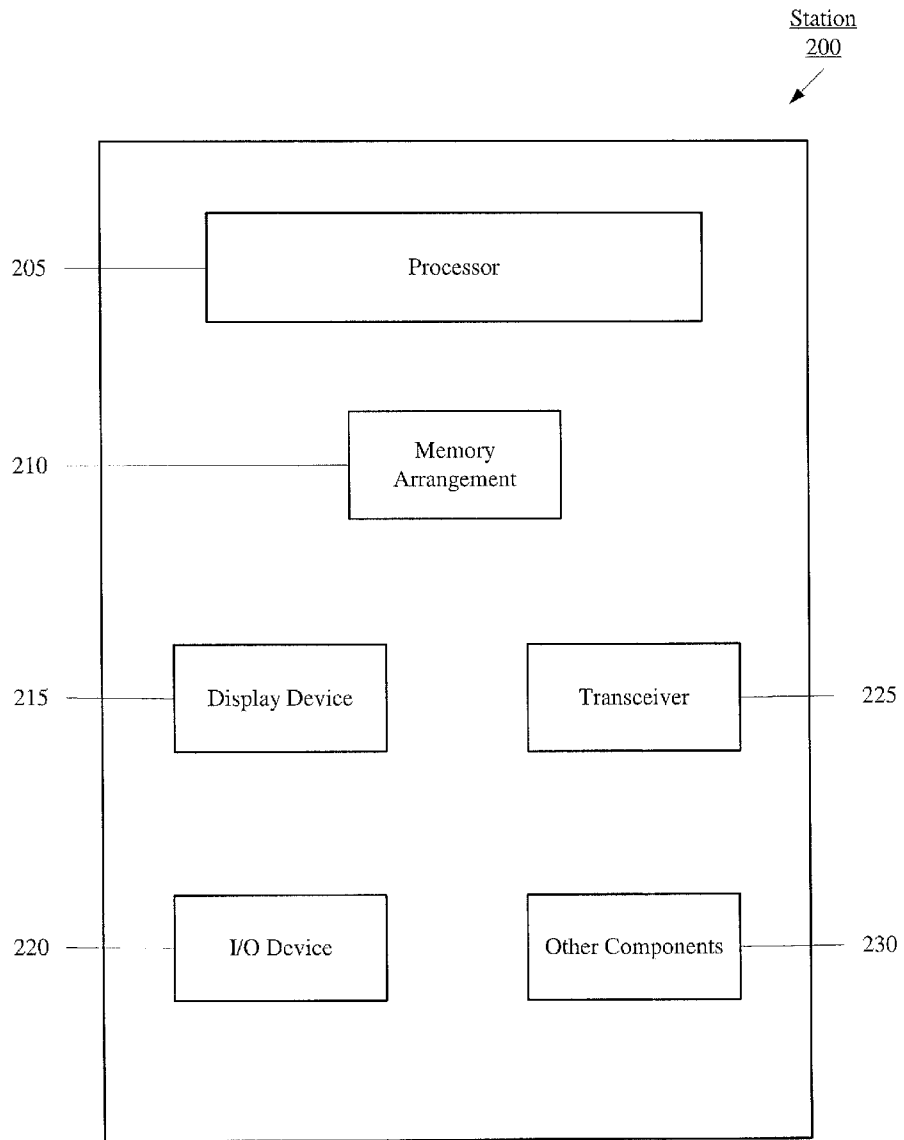 Station
200
205
Processor
210
Memory
Arrangement
215
Display Device
Transceiver
225
220
I/O Device
Other Components
230